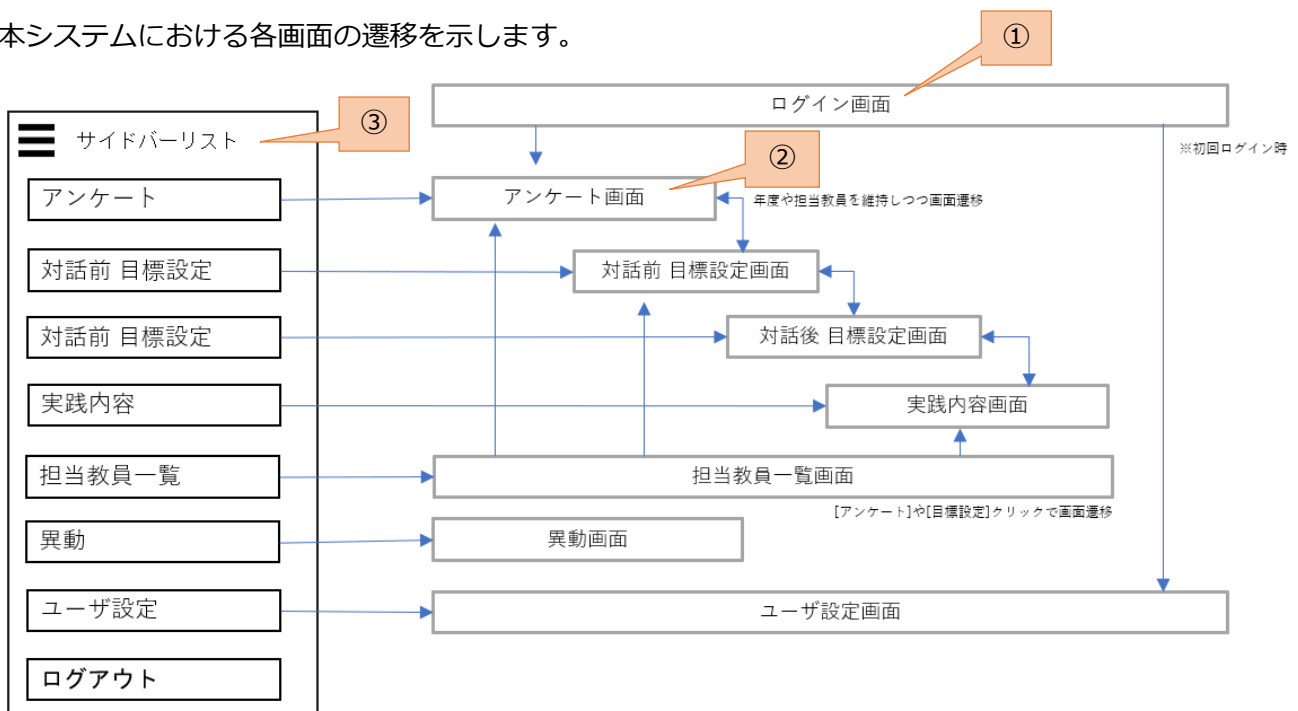 本システムにおける各画面の遷移を示します。
①
ログイン画面
③
サイドバーリスト
※初回ログイン時
②
アンケート
アンケート画面
年度や担当教員を維持しつつ画面遷移
対話前 目標設定
対話前 目標設定画面
対話前 目標設定
対話後 目標設定画面
実践内容
実践内容画面
担当教員一覧
担当教員一覧画面
[アンケート]や[目標設定]クリックで画面遷移
異動
異動画面
ユーザ設定
ユーザ設定画面
ログアウト